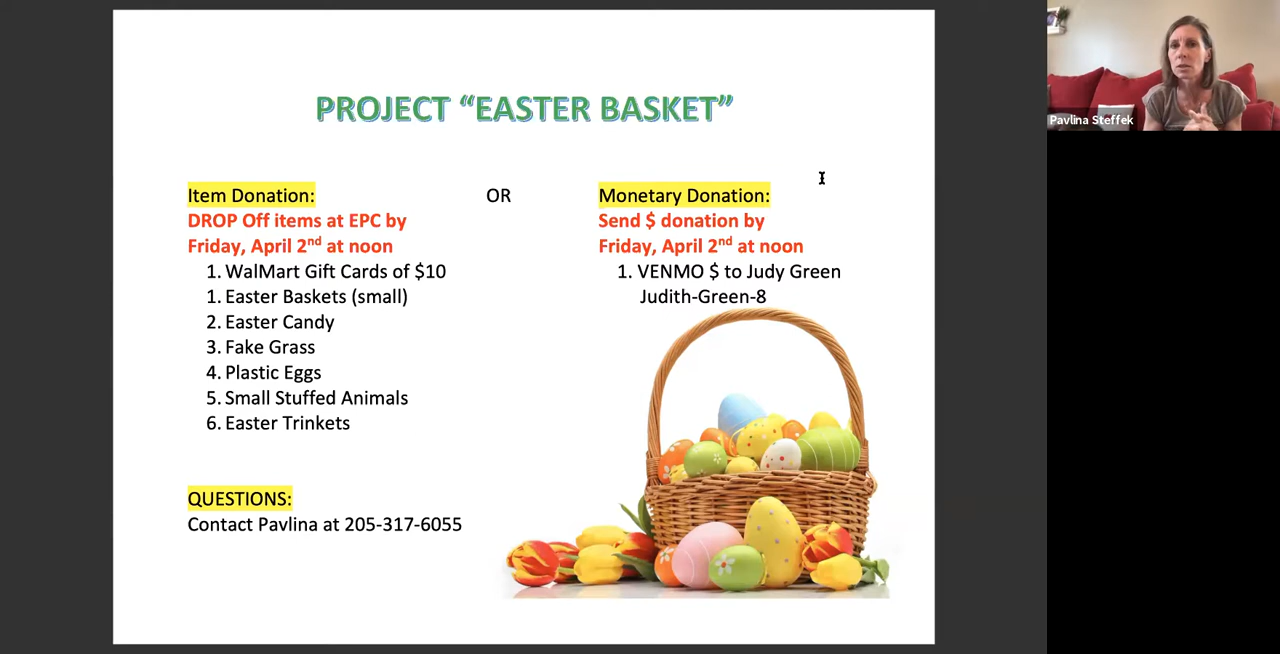 PROJECT “EASTER BASKET”
Item Donation:
DROP Off items at EPC by
Friday, April 2nd at noon
1. WalMart Gift Cards of $10
1. Easter Baskets (small)
2. Easter Candy
3. Fake Grass
4. Plastic Eggs
5. Small Stuffed Animals
6. Easter Trinkets
OR
Monetary Donation:
Send $ donation by
Friday, April 2nd at noon
1. VENMO $ to Judy Green
Judith-Green-8
QUESTIONS:
Contact Pavlina at 205-317-6055
Pavlina Steffek